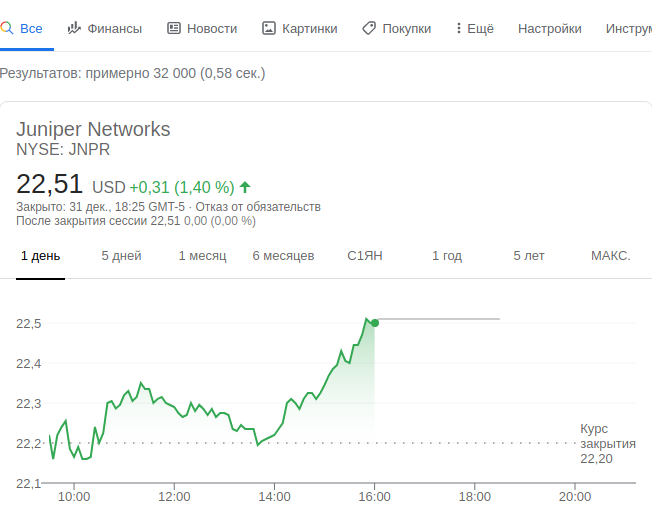 Все Финансы Новости Картинки Покупки Ещё Настройки Инструм
Результатов: примерно 32 000 (0,58 сек.)
Juniper Networks
NYSE: JNPR
22,51 USD +0,31 (1,40 %)
Закрыто: 31 дек., 18:25 GMT-5 · Отказ от обязательств
После закрытия сессии 22,51 0,00 (0,00 %)
1 день 5 дней 1 месяц 6 месяцев С1ЯН 1 год 5 лет МАКС.
22,5
22,4
22,3
22,2
22,1
Курс
закрытия
22,20
10:00 12:00 14:00 16:00 18:00 20:00